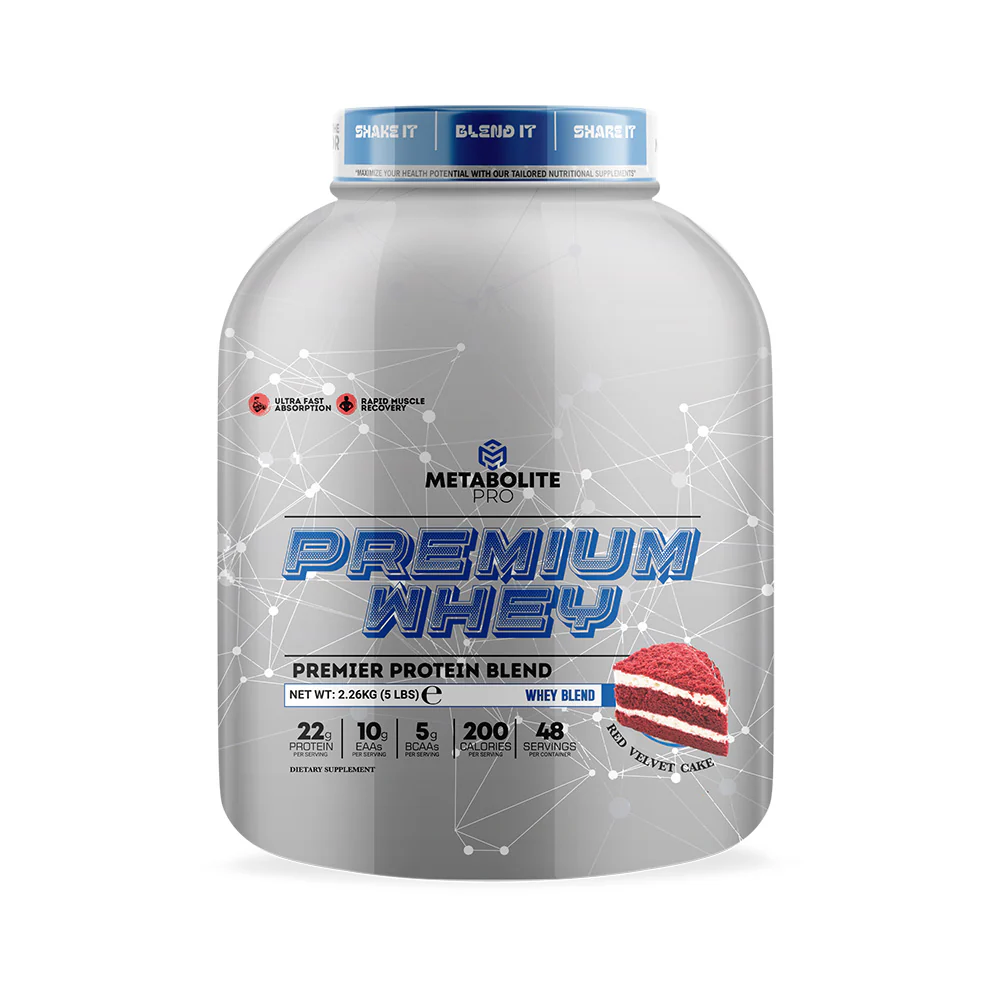 SHAKE IT
BLEND IT
SHARE IT
"MAXIMIZE YOUR HEALTH POTENTIAL WITH OUR TAILORED NUTRITIONAL SUPPLEMENTS"
ULTRA FAST
ABSORPTION
RAPID MUSCLE
RECOVERY
METABOLITE
PRO
PREMIUM
WHEY
PREMIER PROTEIN BLEND
NET WT: 2.26KG (5 LBS) ℮
WHEY BLEND
22g
PROTEIN
PER SERVING
10g
EAAs
PER SERVING
5g
BCAAs
PER SERVING
200
CALORIES
PER SERVING
48
SERVINGS
PER CONTAINER
RED VELVET CAKE
DIETARY SUPPLEMENT